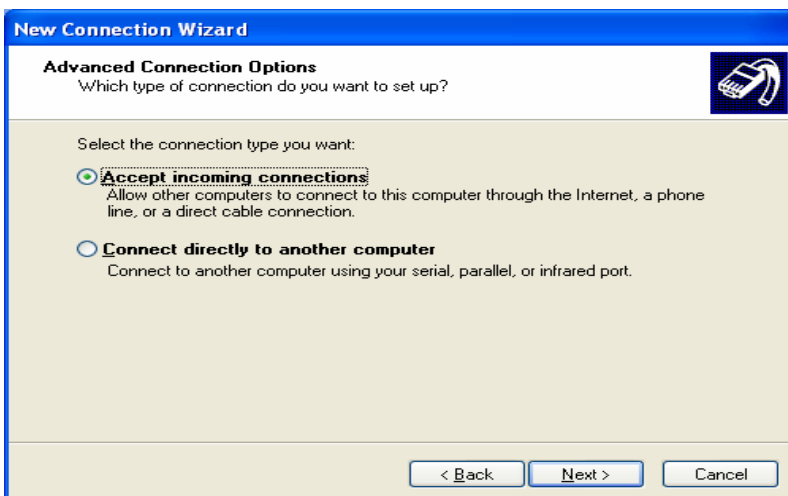 New Connection Wizard
Advanced Connection Options
Which type of connection do you want to set up?
Select the connection type you want:
Accept incoming connections
Allow other computers to connect to this computer through the Internet, a phone
line, or a direct cable connection.
Connect directly to another computer
Connect to another computer using your serial, parallel, or infrared port.
< Back Next > Cancel